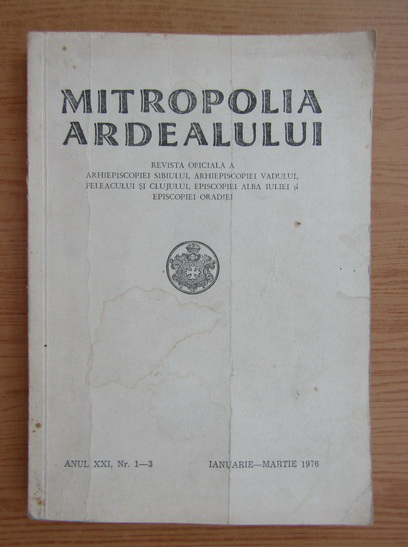 MITROPOLIA
ARDEALULUI
REVISTA OFICIALA A
ARHIEPISCOPIEI SIBIULUI, ARHIEPISCOPIEI VADULUI,
FELEACULUI ȘI CLUJULUI, EPISCOPIEI ALBA IULIEI și
EPISCOPIEI ORADIEI
ANUL XXI, Nr. 1—3 IANUARIE—MARTIE 1976